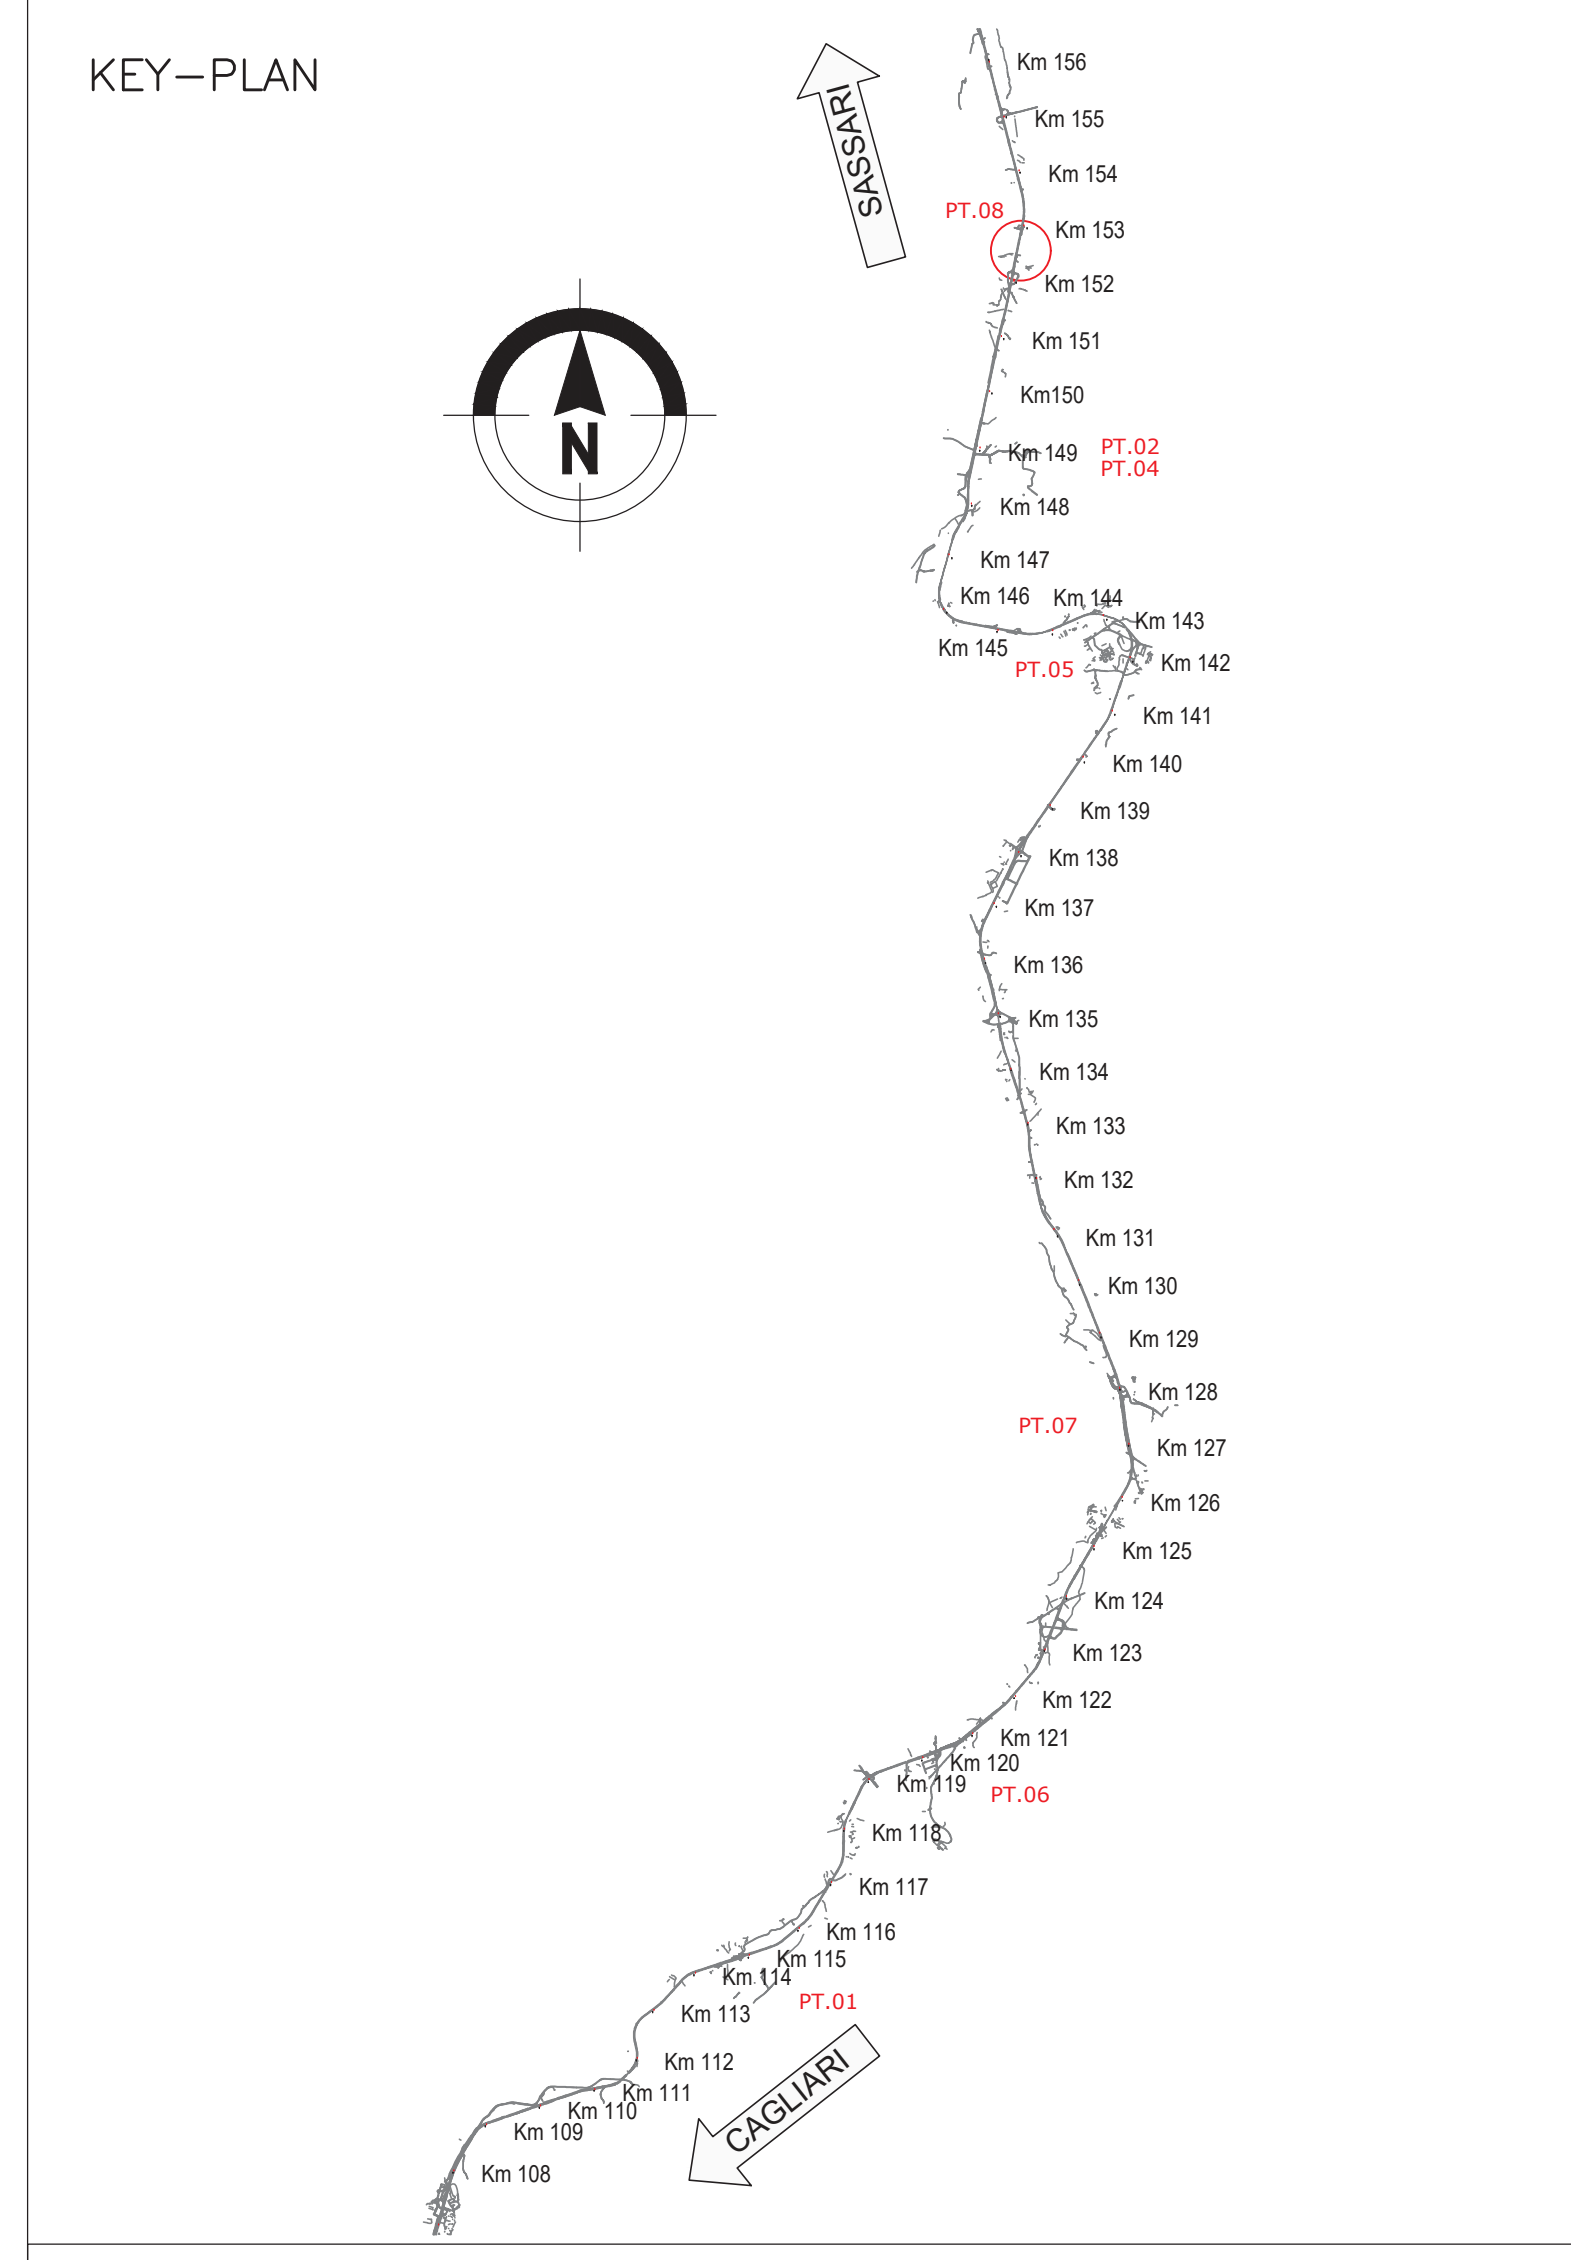 KEY-PLAN
SASSARI
Km 156
Km 155
Km 154
PT.08
Km 153
Km 152
Km 151
Km150
N
Km 149
PT.02
PT.04
Km 148
Km 147
Km 146
Km 144
Km 143
Km 145
Km 142
PT.05
Km 141
Km 140
Km 139
Km 138
Km 137
Km 136
Km 135
Km 134
Km 133
Km 132
Km 131
Km 130
Km 129
Km 128
PT.07
Km 127
Km 126
Km 125
Km 124
Km 123
Km 122
Km 121
Km 120
Km 119
PT.06
Km 118
Km 117
Km 116
Km 115
Km 114
PT.01
Km 113
Km 112
Km 111
Km 110
Km 109
CAGLIARI
Km 108